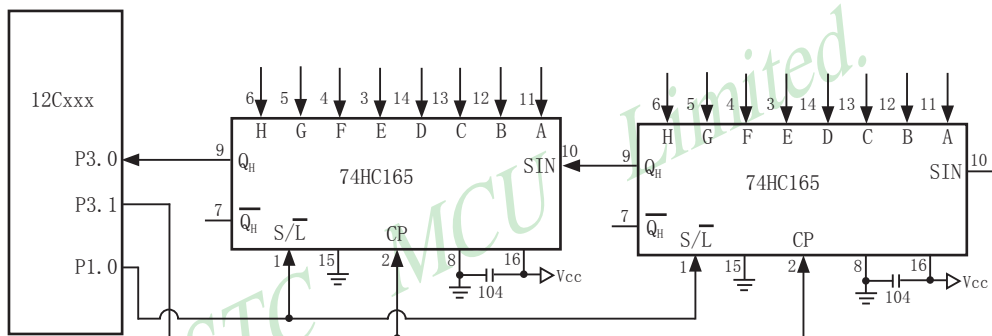 12Cxxx
P3.0
P3.1
P1.0
6 5 4 3 14 13 12 11
H G F E D C B A
9 QH
74HC165
SIN 10
7 QH
S/L
CP
1 15 2 8 16
104
Vcc
6 5 4 3 14 13 12 11
H G F E D C B A
9 QH
74HC165
SIN 10
7 QH
S/L
CP
1 15 2 8 16
104
Vcc
STC MCU Limited.